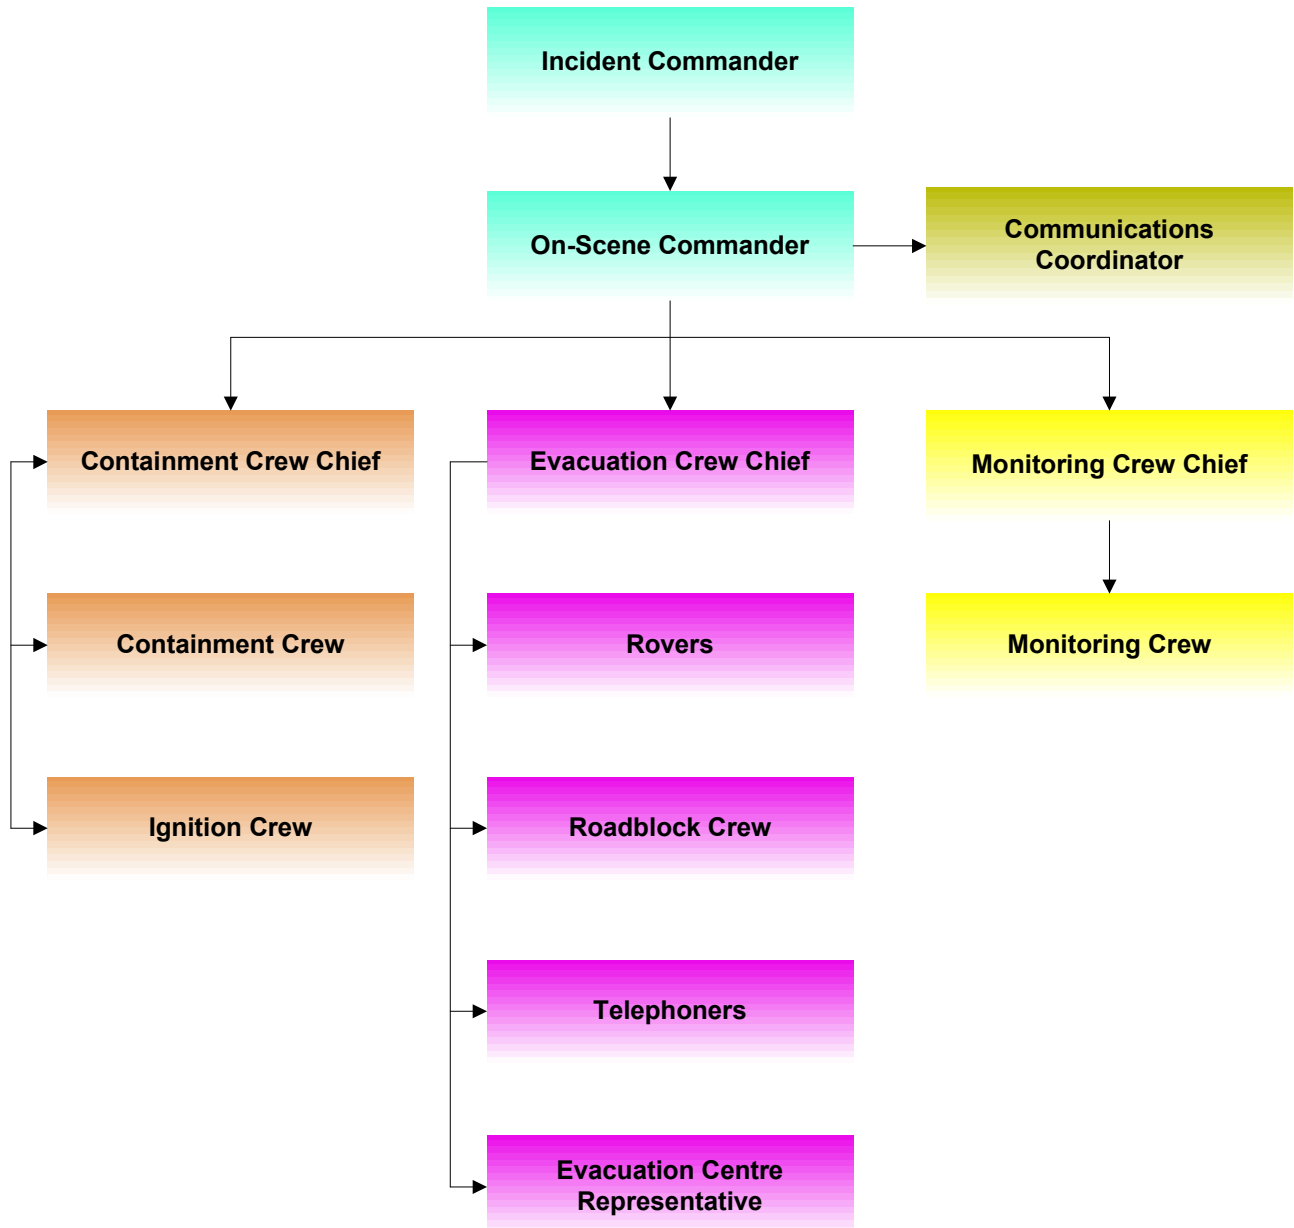 Incident Commander
On-Scene Commander
Communications
Coordinator
Containment Crew Chief
Evacuation Crew Chief
Monitoring Crew Chief
Containment Crew
Rovers
Monitoring Crew
Ignition Crew
Roadblock Crew
Telephoners
Evacuation Centre
Representative